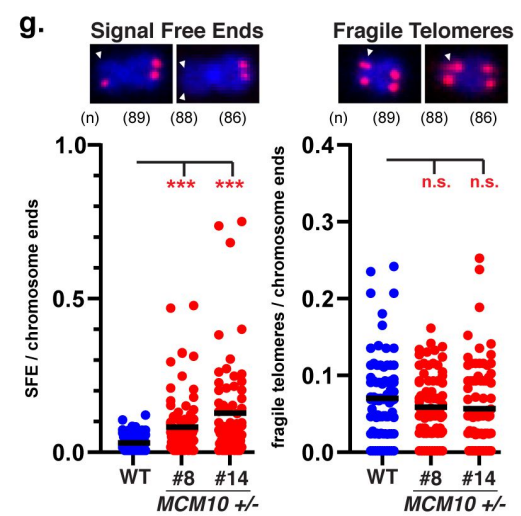 g.
Signal Free Ends
Fragile Telomeres
(n) (89) (88) (86)
(n) (89) (88) (86)
1.0
0.5
0.0
SFE / chromosome ends
*** ***
WT #8 #14
MCM10 +/-
0.4
0.3
0.2
0.1
0.0
fragile telomeres / chromosome ends
n.s. n.s.
WT #8 #14
MCM10 +/-